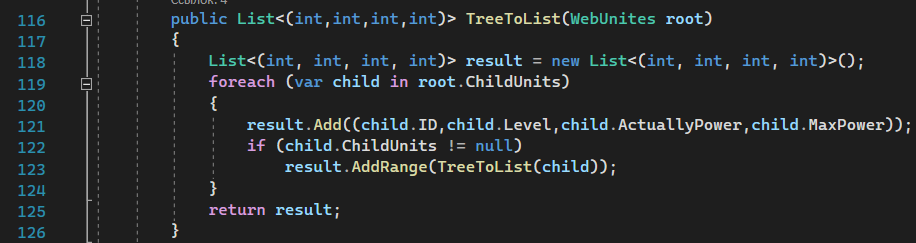 Ссылок: 4
116 public List<(int,int,int,int)> TreeToList(WebUnites root)
117 {
118 List<(int, int, int, int)> result = new List<(int, int, int, int)>();
119 foreach (var child in root.ChildUnits)
120 {
121 result.Add((child.ID,child.Level,child.ActuallyPower,child.MaxPower));
122 if (child.ChildUnits != null)
123 result.AddRange(TreeToList(child));
124 }
125 return result;
126 }